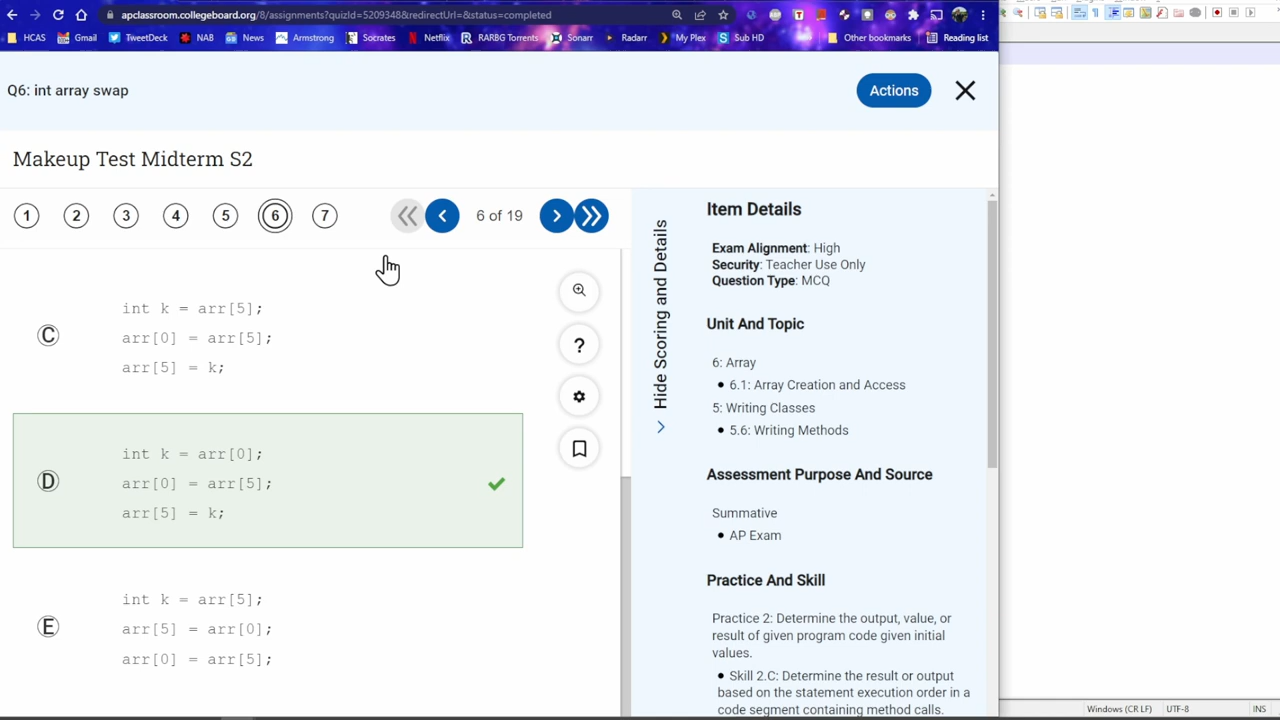 apclassroom.collegeboard.org/8/assignments?quizId=5209348&redirectUrl=&status=completed
HCAS Gmail TweetDeck NAB News Armstrong Socrates Netflix RARBG Torrents Sonarr Radarr My Plex Sub HD Other bookmarks Reading list
Q6: int array swap
Actions
Makeup Test Midterm S2
1 2 3 4 5 6 7 6 of 19
C
int k = arr[5];
arr[0] = arr[5];
arr[5] = k;
D
int k = arr[0];
arr[0] = arr[5];
arr[5] = k;
E
int k = arr[5];
arr[5] = arr[0];
arr[0] = arr[5];
?
Hide Scoring and Details
Item Details
Exam Alignment: High
Security: Teacher Use Only
Question Type: MCQ
Unit And Topic
6: Array
• 6.1: Array Creation and Access
5: Writing Classes
• 5.6: Writing Methods
Assessment Purpose And Source
Summative
• AP Exam
Practice And Skill
Practice 2: Determine the output, value, or
result of given program code given initial
values.
• Skill 2.C: Determine the result or output
based on the statement execution order in a
code segment containing method calls.
Windows (CR LF) UTF-8 INS